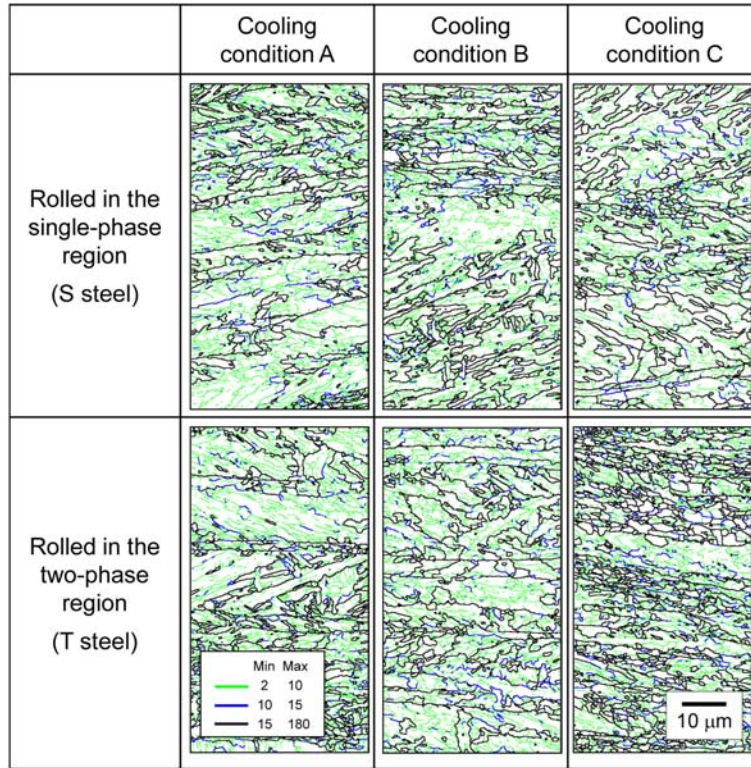 Cooling
condition A
Cooling
condition B
Cooling
condition C
Rolled in the
single-phase
region
(S steel)
Rolled in the
two-phase
region
(T steel)
Min Max
2 10
10 15
15 180
10 μm